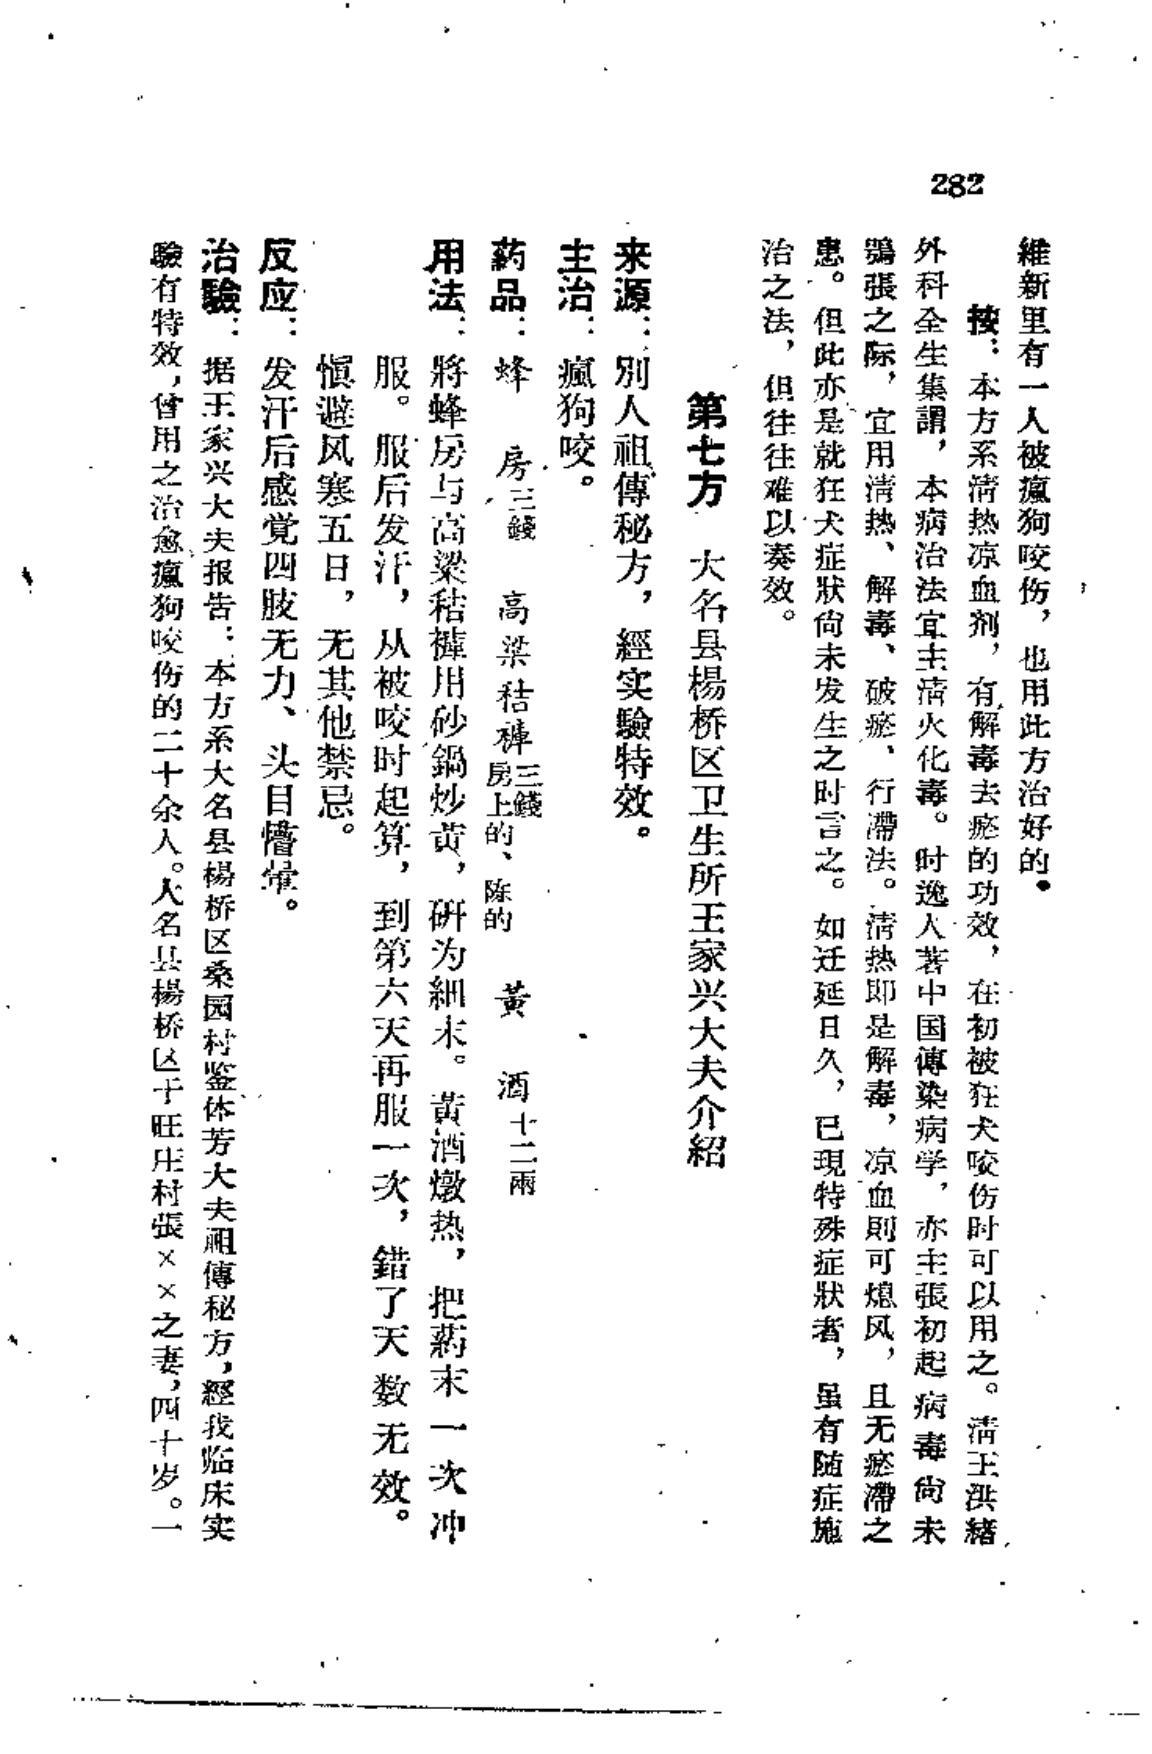 282
維新里有一人被瘋狗咬伤，也用此方治好的。
按：本方系清热凉血剂，有解毒去瘀的功效，在初被狂犬咬伤时可以用之。清王洪緒
外科全生集謂，本病治法宜主清火化毒。时逸人著中国傳染病学，亦主張初起病毒尙未
鴞張之际，宜用清热、解毒、破瘀、行滯法。清热即是解毒，凉血則可熄风，且无瘀滯之
患。但此亦是就狂犬症狀尙未发生之时言之。如迁延日久，已現特殊症狀者，虽有随症施
治之法，但往往难以奏效。
第七方　大名县楊桥区卫生所王家兴大夫介紹
来源：別人祖傳秘方，經实驗特效。
主治：瘋狗咬。
葯品：蜂　房三錢　高粱秸褲三錢房上的、陈的　黃　酒十二兩
用法：將蜂房与高粱秸褲用砂鍋炒黄，研为細末。黄酒燉热，把葯末一次冲
服。服后发汗，从被咬时起算，到第六天再服一次，錯了天数无效。
愼避风寒五日，无其他禁忌。
反应：发汗后感觉四肢无力、头目懵暈。
治驗：据王家兴大夫报告：本方系大名县楊桥区桑园村鉴体芳大夫祖傳秘方，經我临床实
驗有特效，曾用之治愈瘋狗咬伤的二十余人。大名县楊桥区于旺庄村張××之妻，四十岁。一